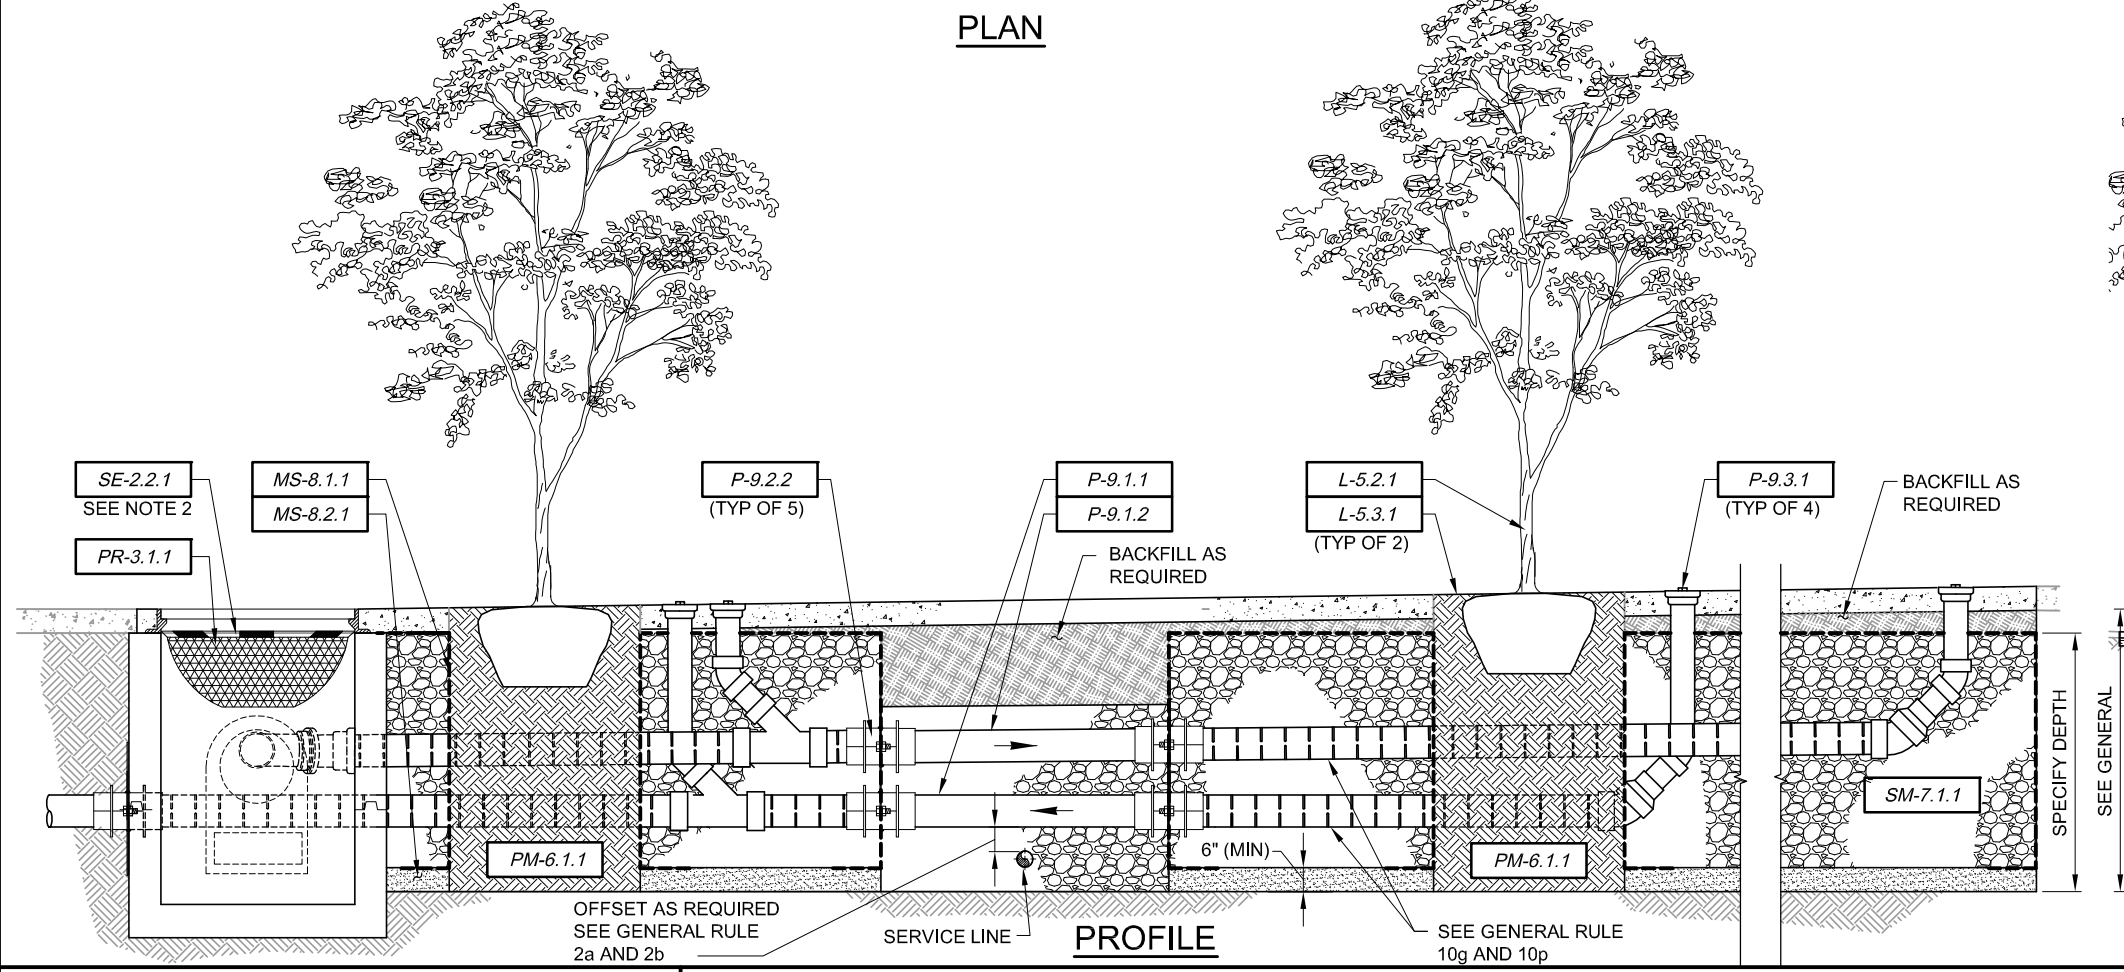 PLAN
SE-2.2.1
SEE NOTE 2
PR-3.1.1
MS-8.1.1
MS-8.2.1
P-9.2.2
(TYP OF 5)
P-9.1.1
P-9.1.2
BACKFILL AS
REQUIRED
L-5.2.1
L-5.3.1
(TYP OF 2)
P-9.3.1
(TYP OF 4)
BACKFILL AS
REQUIRED
SM-7.1.1
SPECIFY DEPTH
SEE GENERAL
PM-6.1.1
6" (MIN)
PM-6.1.1
OFFSET AS REQUIRED
SEE GENERAL RULE
2a AND 2b
SERVICE LINE
PROFILE
SEE GENERAL RULE
10g AND 10p